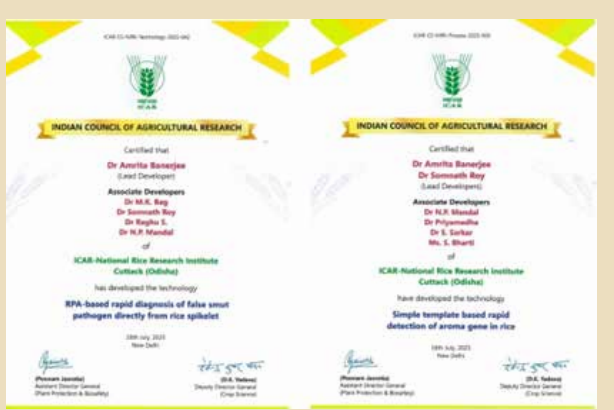 INDIAN COUNCIL OF AGRICULTURAL RESEARCH
Certified that
Dr Amrita Banerjee
(Lead Developer)
Associate Developers
Dr M.K. Bag
Dr Somnath Roy
Dr Raghu S.
Dr N.P. Mandal
of
ICAR-National Rice Research Institute
Cuttack (Odisha)
has developed the technology
RPA-based rapid diagnosis of false smut
pathogen directly from rice spikelet
New Delhi
Assistant Director General
(Plant Protection & Biosafety)
Deputy Director General
(Crop Science)
INDIAN COUNCIL OF AGRICULTURAL RESEARCH
Certified that
Dr Amrita Banerjee
Dr Somnath Roy
(Lead Developers)
Associate Developers
Dr N.P. Mandal
Dr Priyamedha
Dr S. Sarkar
Ms. S. Bharti
of
ICAR-National Rice Research Institute
Cuttack (Odisha)
have developed the technology
Simple template based rapid
detection of aroma gene in rice
New Delhi
Assistant Director General
(Plant Protection & Biosafety)
Deputy Director General
(Crop Science)